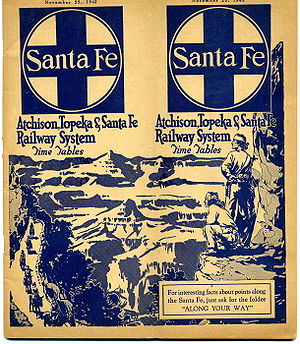 November 29, 1942
Santa Fe
Atchison, Topeka & Santa Fe
Railway System
Time Tables
November 29, 1942
Santa Fe
Atchison, Topeka & Santa Fe
Railway System
Time Tables
For interesting facts about points along
the Santa Fe, just ask for the folder
"ALONG YOUR WAY"